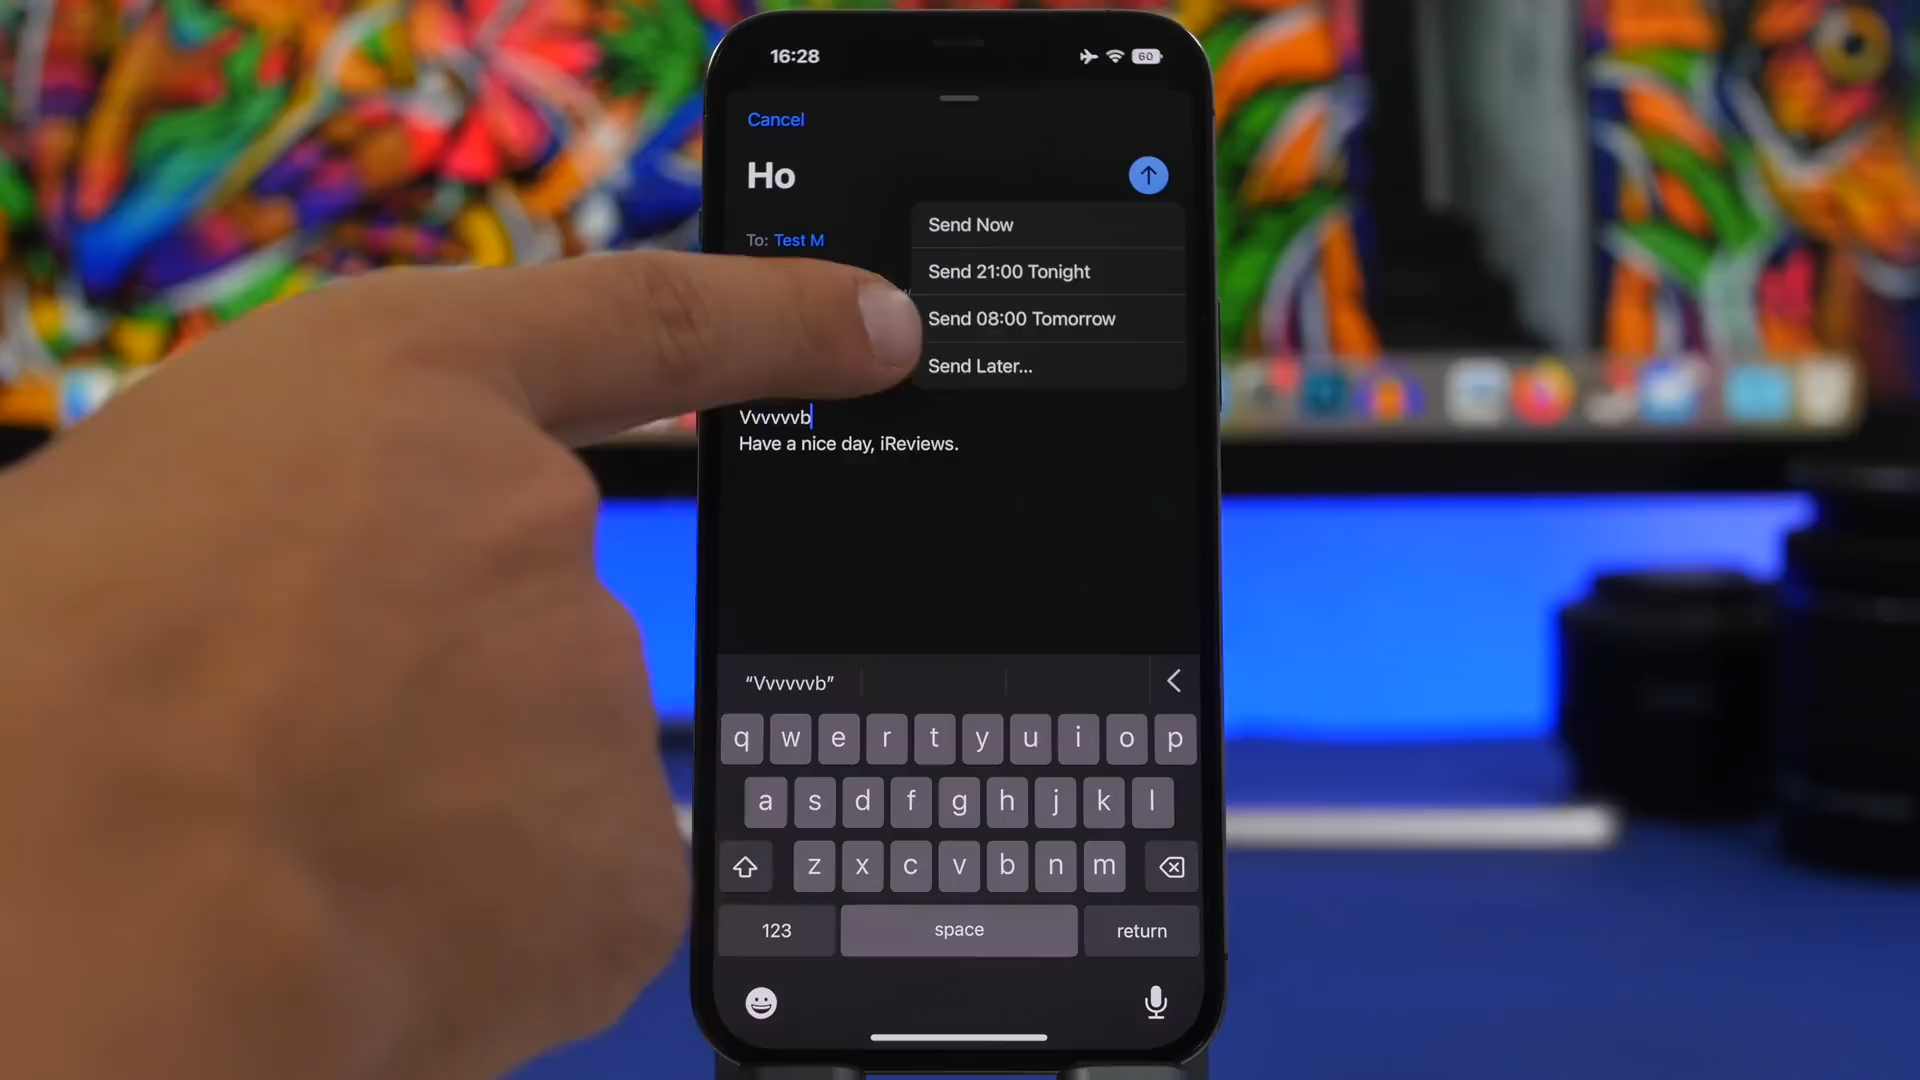 16:28
60
Cancel
Ho
Send Now
To: Test M
Send 21:00 Tonight
Send 08:00 Tomorrow
Send Later...
Vvvvvvb
Have a nice day, iReviews.
“Vvvvvvb”
q w e r t y u i o p
a s d f g h j k l
z x c v b n m
123 space return